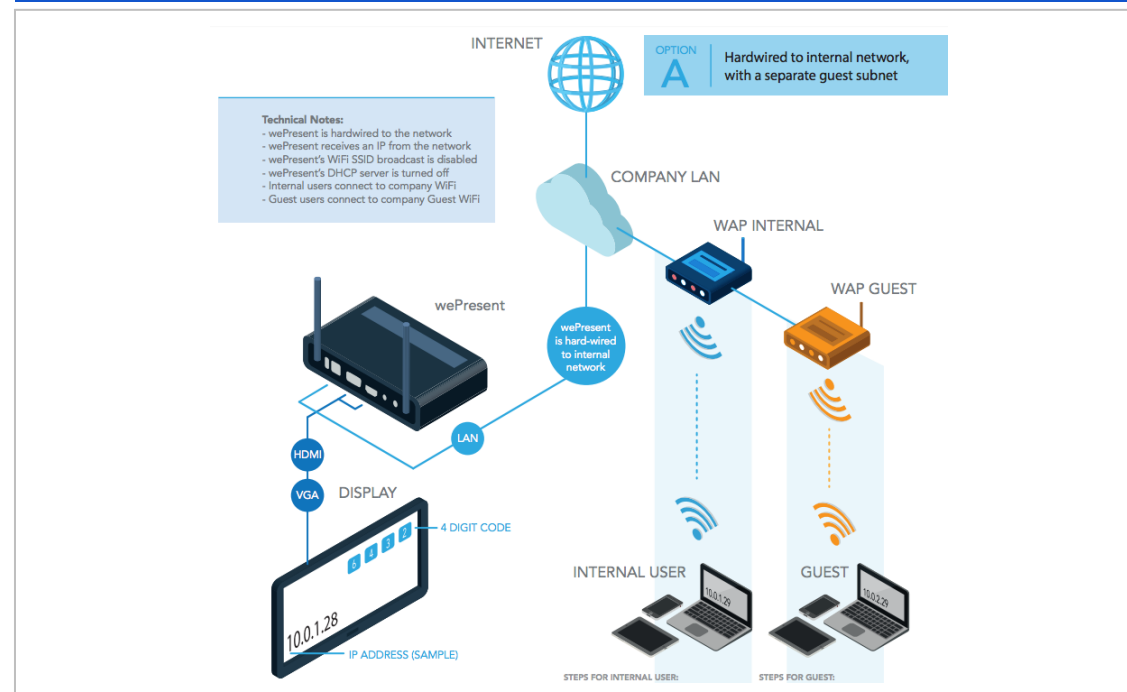 INTERNET
OPTION
A
Hardwired to internal network,
with a separate guest subnet
Technical Notes:
- wePresent is hardwired to the network
- wePresent receives an IP from the network
- wePresent's WiFi SSID broadcast is disabled
- wePresent's DHCP server is turned off
- Internal users connect to company WiFi
- Guest users connect to company Guest WiFi
COMPANY LAN
WAP INTERNAL
WAP GUEST
wePresent
wePresent
is hard-wired
to internal
network
LAN
HDMI
VGA
DISPLAY
4 DIGIT CODE
6 4 3 2
10.0.1.28
IP ADDRESS (SAMPLE)
INTERNAL USER
10.0.1.29
GUEST
10.0.2.29
STEPS FOR INTERNAL USER:
STEPS FOR GUEST: